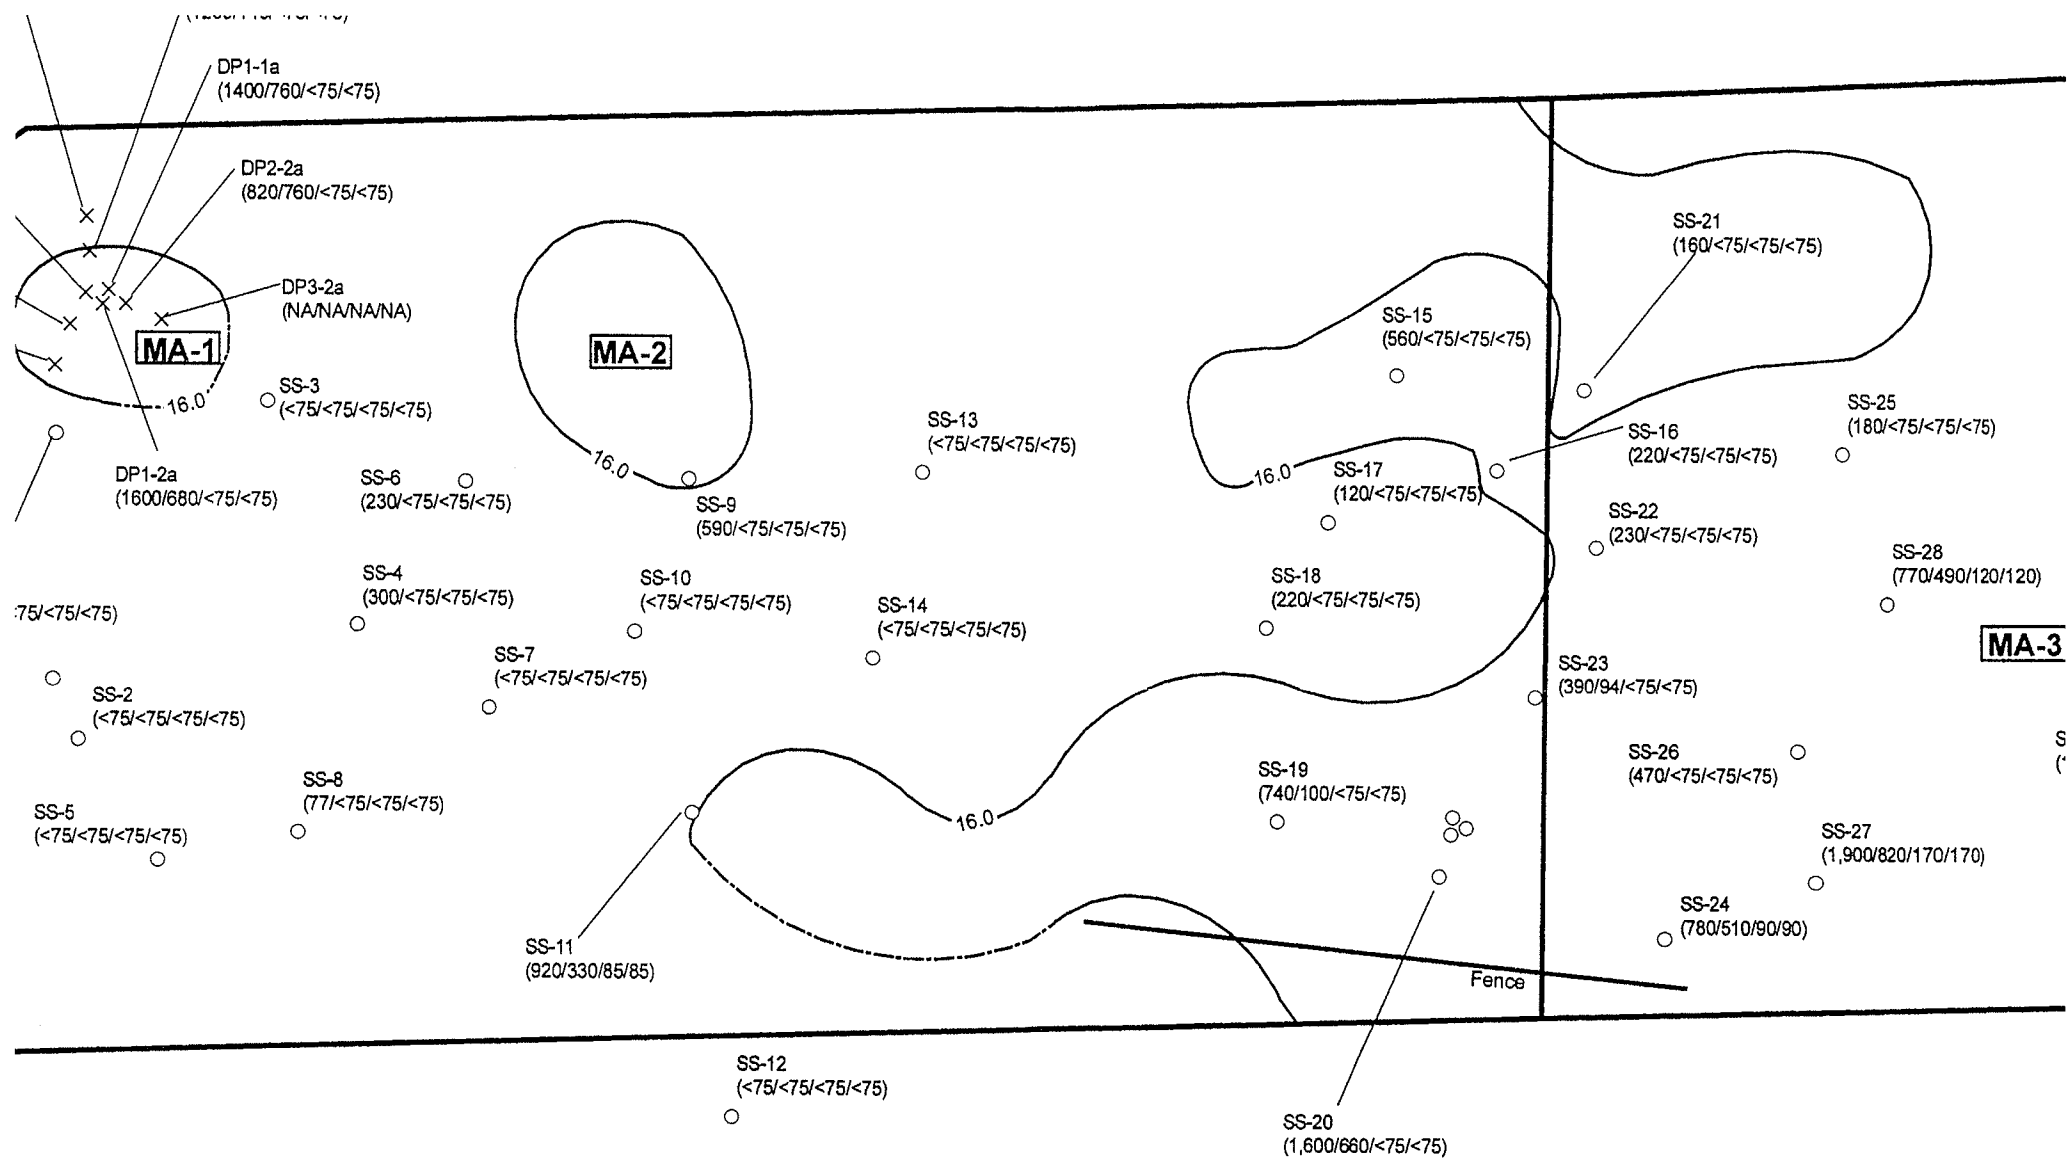 DP1-1a
(1400/760/<75/<75)
DP2-2a
(820/760/<75/<75)
SS-21
(160/<75/<75/<75)
DP3-2a
(NA/NA/NA/NA)
SS-15
(560/<75/<75/<75)
MA-1
MA-2
SS-3
(<75/<75/<75/<75)
16.0
SS-25
(180/<75/<75/<75)
SS-13
(<75/<75/<75/<75)
SS-16
(220/<75/<75/<75)
16.0
16.0
SS-17
(120/<75/<75/<75)
DP1-2a
(1600/680/<75/<75)
SS-6
(230/<75/<75/<75)
SS-9
(590/<75/<75/<75)
SS-22
(230/<75/<75/<75)
SS-28
(770/490/120/120)
SS-4
(300/<75/<75/<75)
SS-10
(<75/<75/<75/<75)
SS-18
(220/<75/<75/<75)
SS-14
(<75/<75/<75/<75)
:75/<75/<75)
MA-3
SS-7
(<75/<75/<75/<75)
SS-23
(390/94/<75/<75)
SS-2
(<75/<75/<75/<75)
SS-26
(470/<75/<75/<75)
SS-8
(77/<75/<75/<75)
SS-19
(740/100/<75/<75)
SS-5
(<75/<75/<75/<75)
16.0
SS-27
(1,900/820/170/170)
SS-24
(780/510/90/90)
SS-11
(920/330/85/85)
Fence
SS-12
(<75/<75/<75/<75)
SS-20
(1,600/660/<75/<75)